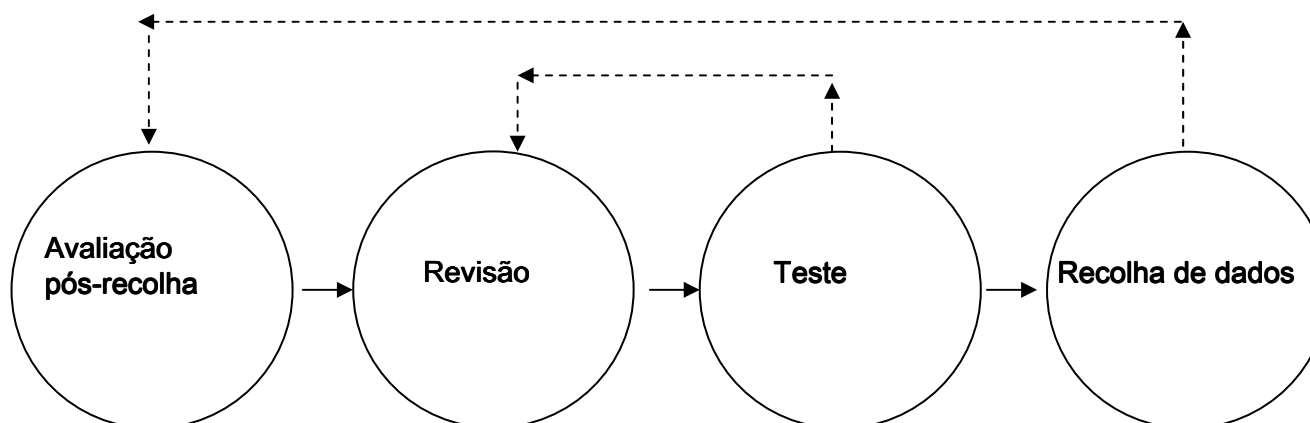 Avaliação
pós-recolha
Revisão
Teste
Recolha de dados